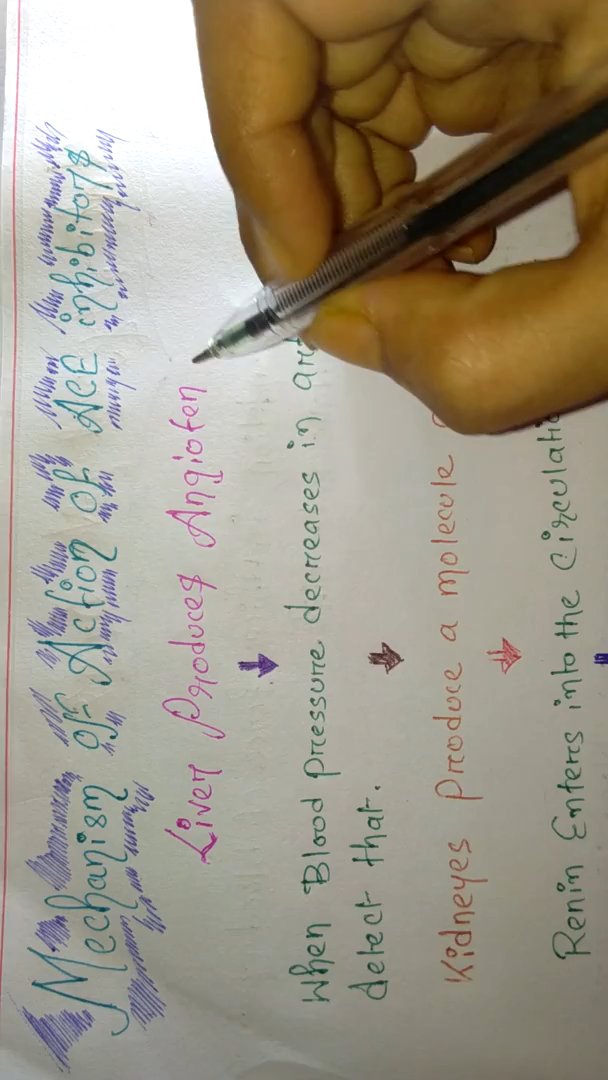 Mechanism of Action of ACE inhibitors
Liver Produces Angioten
When Blood pressure decreases in
detect that.
Kidneyes produce a molecule
Renin Enters into the